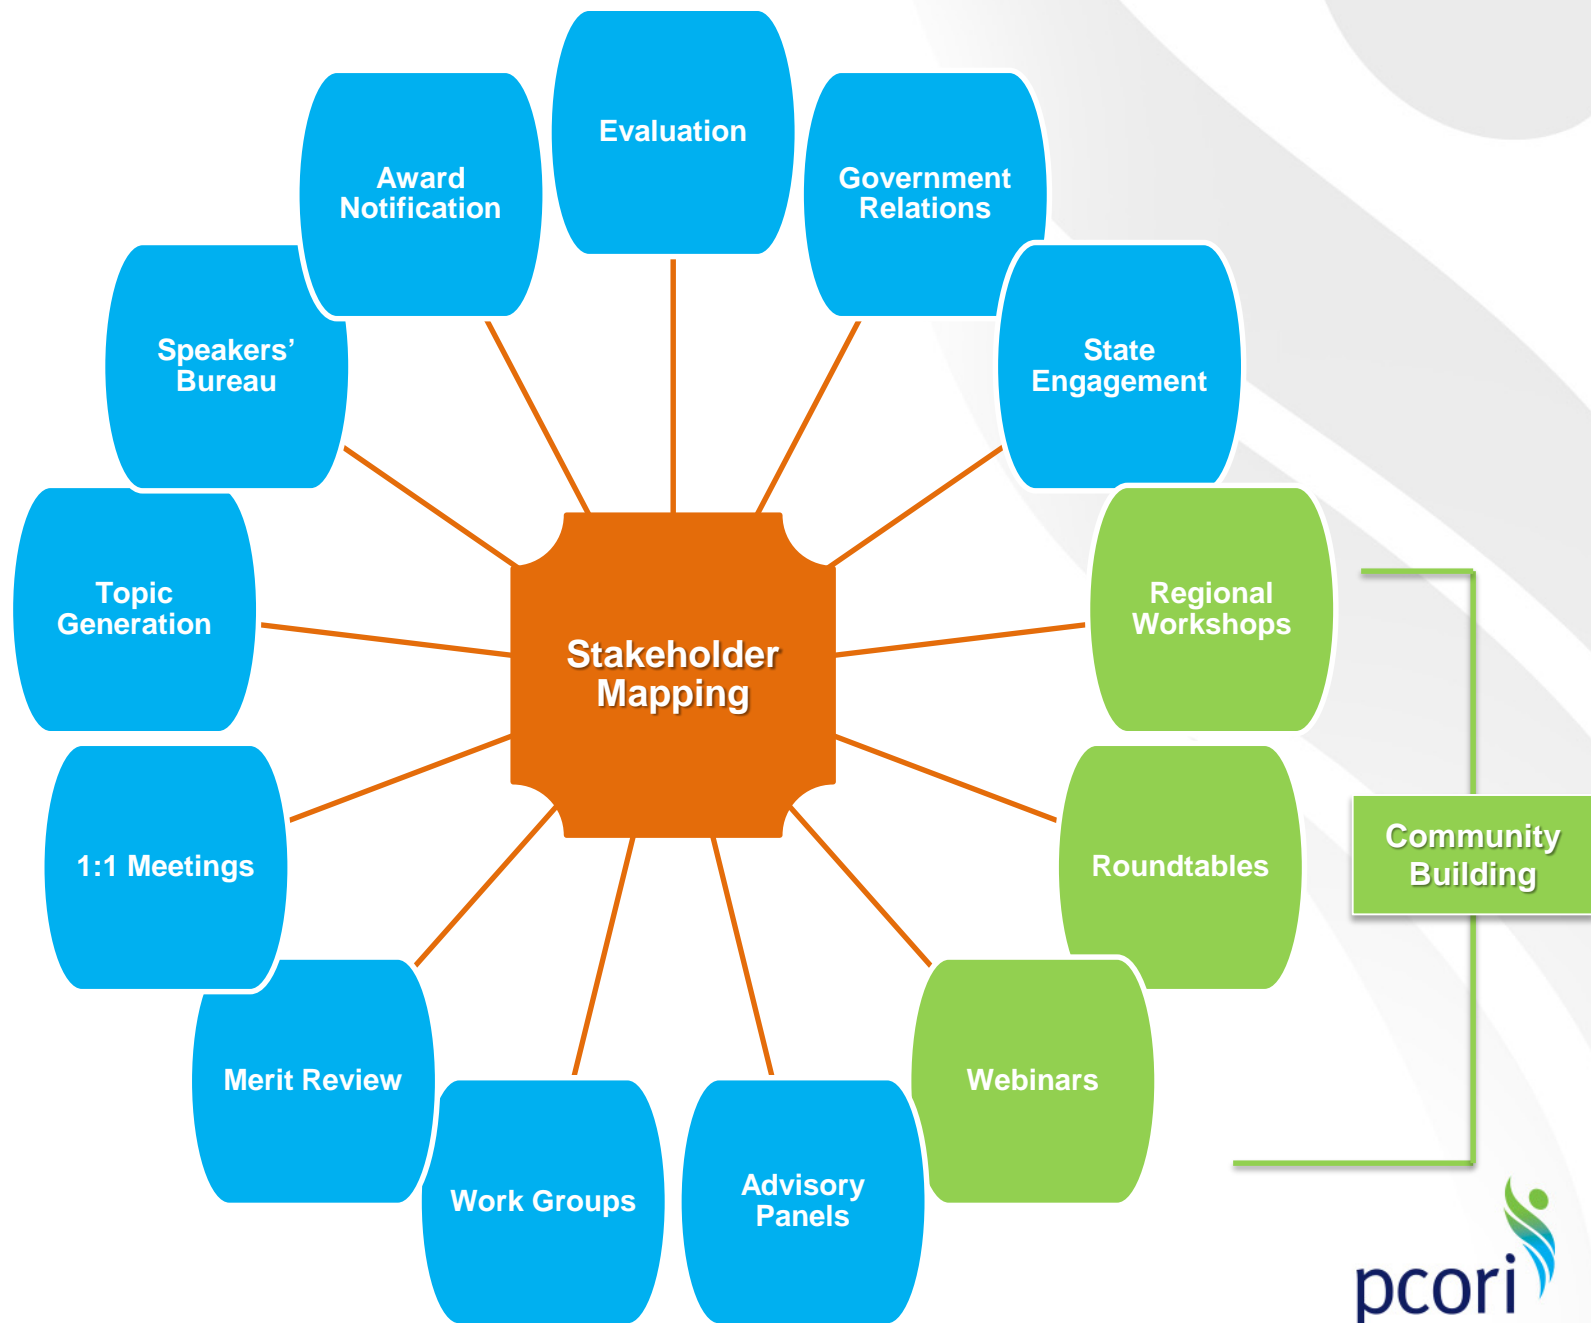 Evaluation
Government
Relations
State
Engagement
Regional
Workshops
Roundtables
Webinars
Advisory
Panels
Work Groups
Merit Review
1:1 Meetings
Topic
Generation
Speakers’
Bureau
Award
Notification
Stakeholder
Mapping
Community
Building
pcori